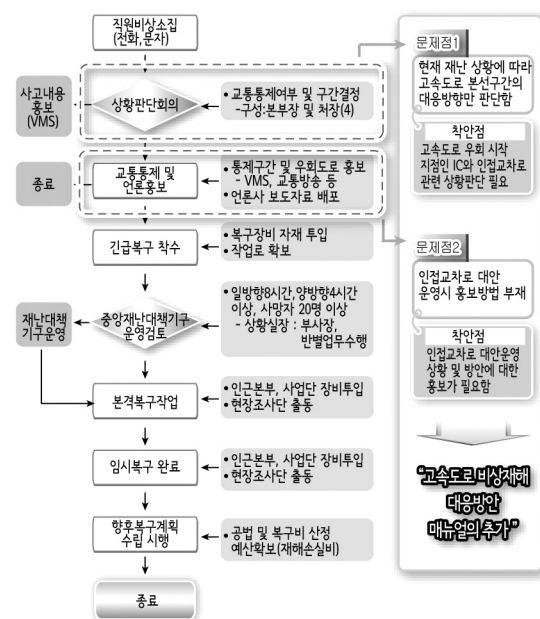 직원비상소집
(전화,문자)
사고내용
홍보
(VMS)
상황판단회의
• 교통통제여부 및 구간결정
-구성:본부장 및 처장(4)
종료
교통통제 및
언론홍보
• 통제구간 및 우회도로 홍보
- VMS, 교통방송 등
• 언론사 보도자료 배포
긴급복구 착수
• 복구장비 자재 투입
• 작업로 확보
재난대책
기구운영
중앙재난대책기구
운영검토
• 일방향8시간,양방향4시간
이상, 사망자 20명 이상
- 상황실장 : 부사장,
반별업무수행
본격복구작업
• 인근본부, 사업단 장비투입
• 현장조사단 출동
임시복구 완료
• 인근본부, 사업단 장비투입
• 현장조사단 출동
향후복구계획
수립 시행
• 공법 및 복구비 산정
예산확보(재해손실비)
종료
문제점1
현재 재난 상황에 따라
고속도로 본선구간의
대응방향만 판단함
착안점
고속도로 우회 시작
지점인 IC와 인접교차로
관련 상황판단 필요
문제점2
인접교차로 대안
운영시 홍보방법 부재
착안점
인접교차로 대안운영
상황 및 방안에 대한
홍보가 필요함
“고속도로 비상재해
대응방안
매뉴얼의 추가”